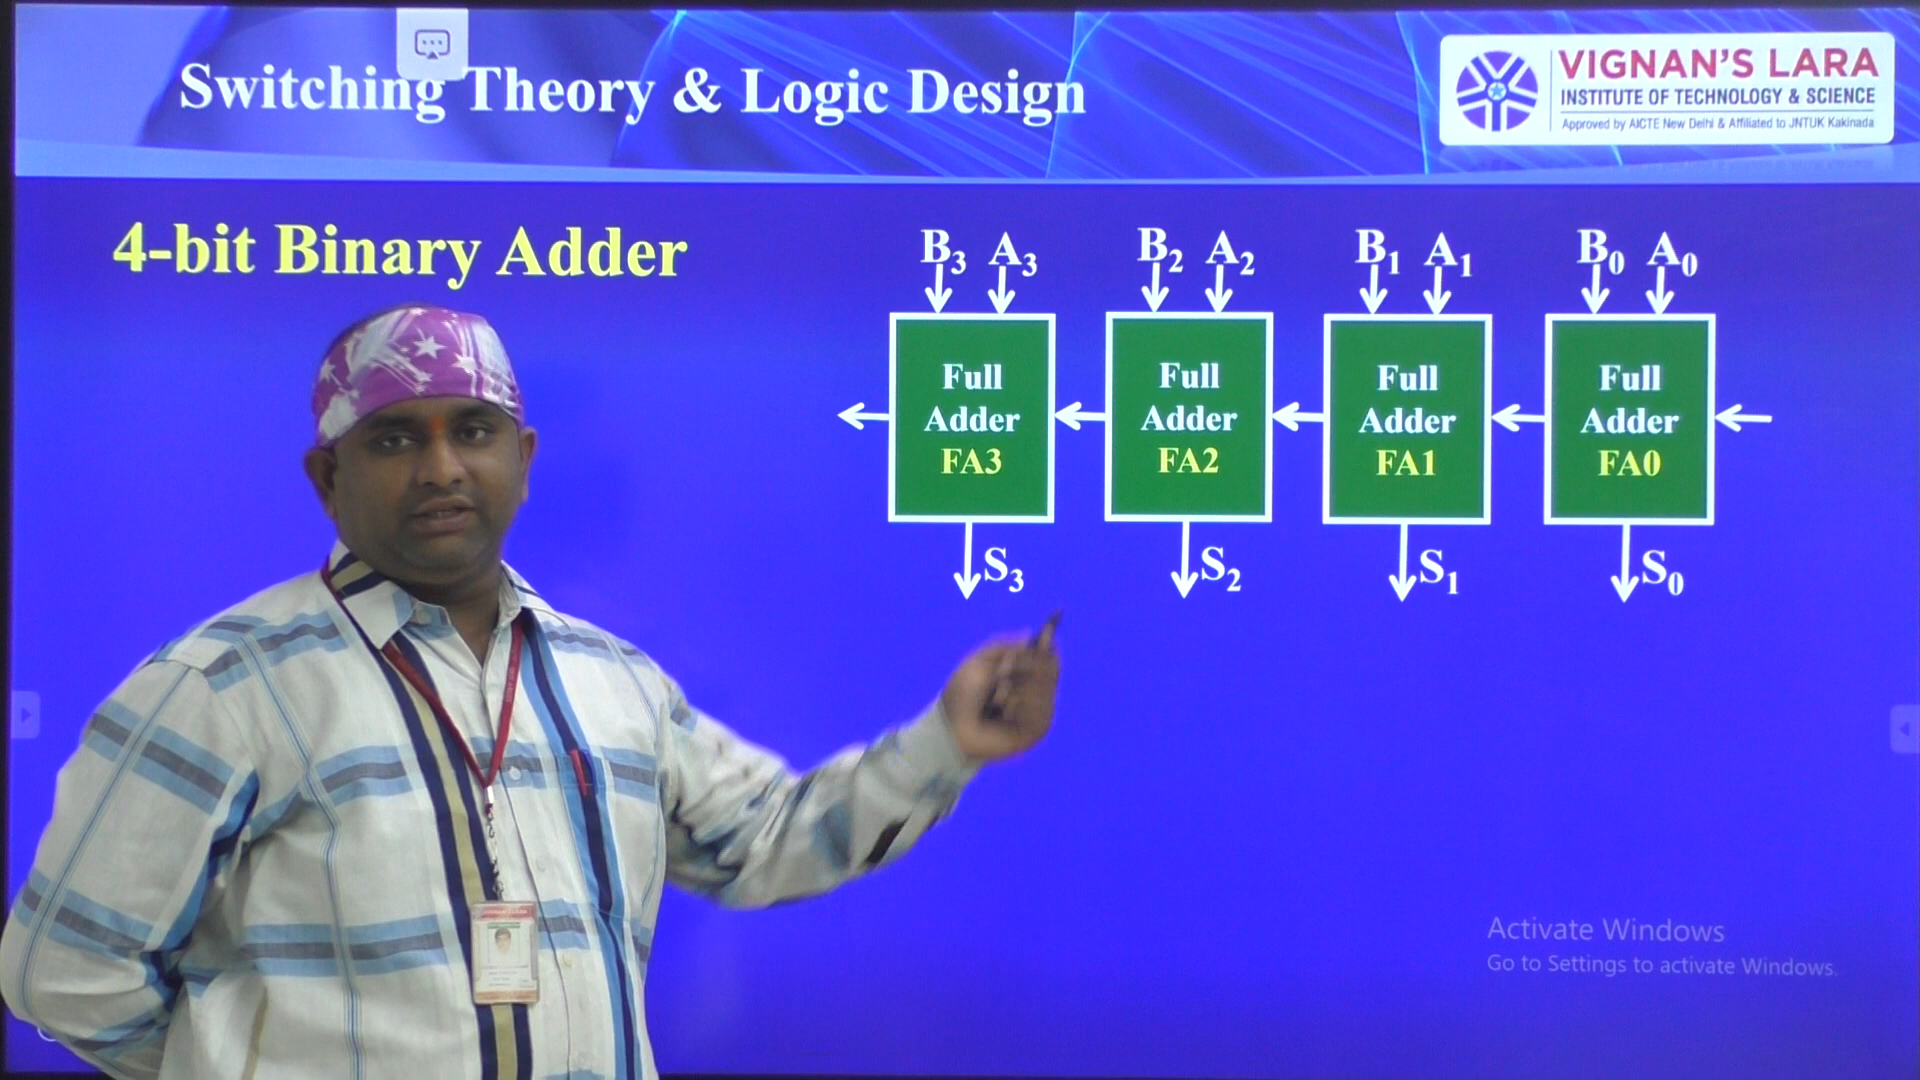 Switching Theory & Logic Design
VIGNAN'S LARA
INSTITUTE OF TECHNOLOGY & SCIENCE
Approved by AICTE New Delhi & Affiliated to JNTUK Kakinada
4-bit Binary Adder
B3 A3 B2 A2 B1 A1 B0 A0
Full Adder FA3
Full Adder FA2
Full Adder FA1
Full Adder FA0
S3 S2 S1 S0
Activate Windows
Go to Settings to activate Windows.